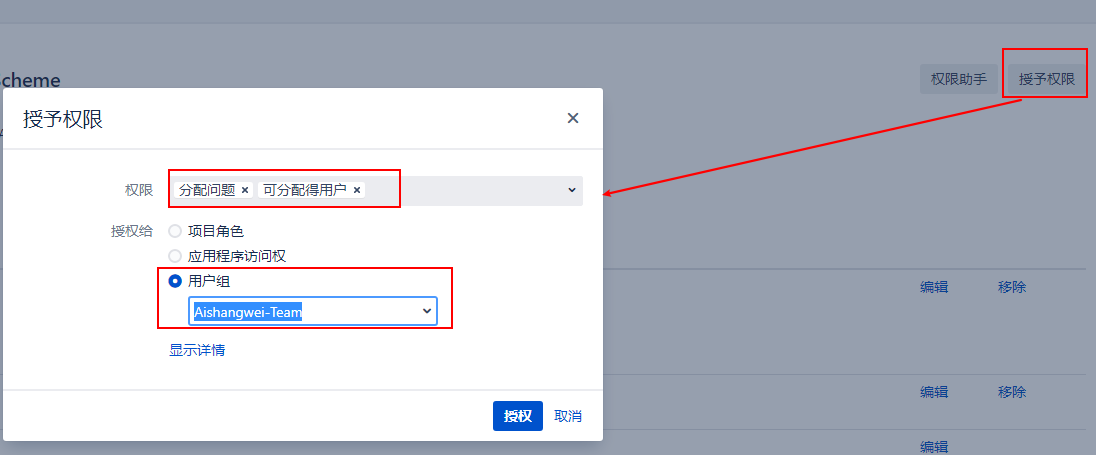 Scheme
权限助手
授予权限
授予权限
权限
分配问题 × 可分配得用户 ×
授权给
项目角色
应用程序访问权
用户组
Aishangwei-Team
显示详情
授权 取消
编辑 移除
编辑 移除
编辑